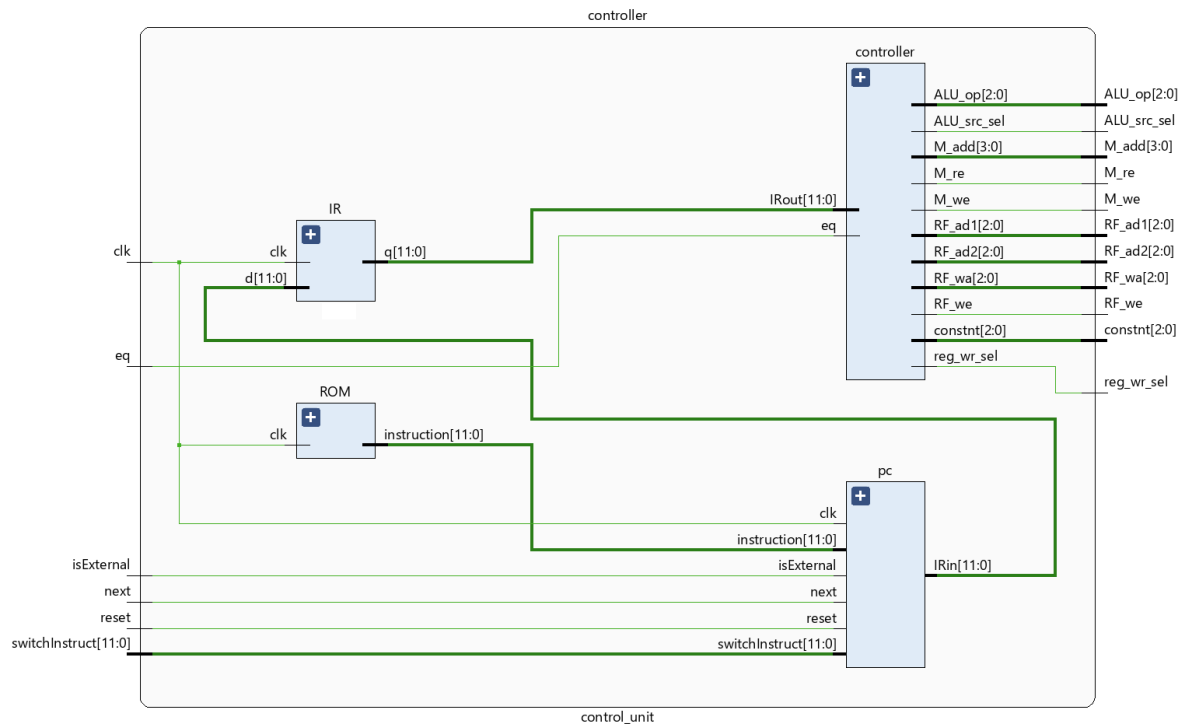 controller
controller
ALU_op[2:0]
ALU_op[2:0]
ALU_src_sel
ALU_src_sel
M_add[3:0]
M_add[3:0]
M_re
M_re
IRout[11:0]
M_we
M_we
IR
eq
RF_ad1[2:0]
RF_ad1[2:0]
clk
clk
q[11:0]
RF_ad2[2:0]
RF_ad2[2:0]
d[11:0]
RF_wa[2:0]
RF_wa[2:0]
RF_we
RF_we
constnt[2:0]
constnt[2:0]
eq
reg_wr_sel
reg_wr_sel
ROM
clk
instruction[11:0]
pc
clk
instruction[11:0]
isExternal
isExternal
IRin[11:0]
next
next
reset
reset
switchInstruct[11:0]
switchInstruct[11:0]
control_unit